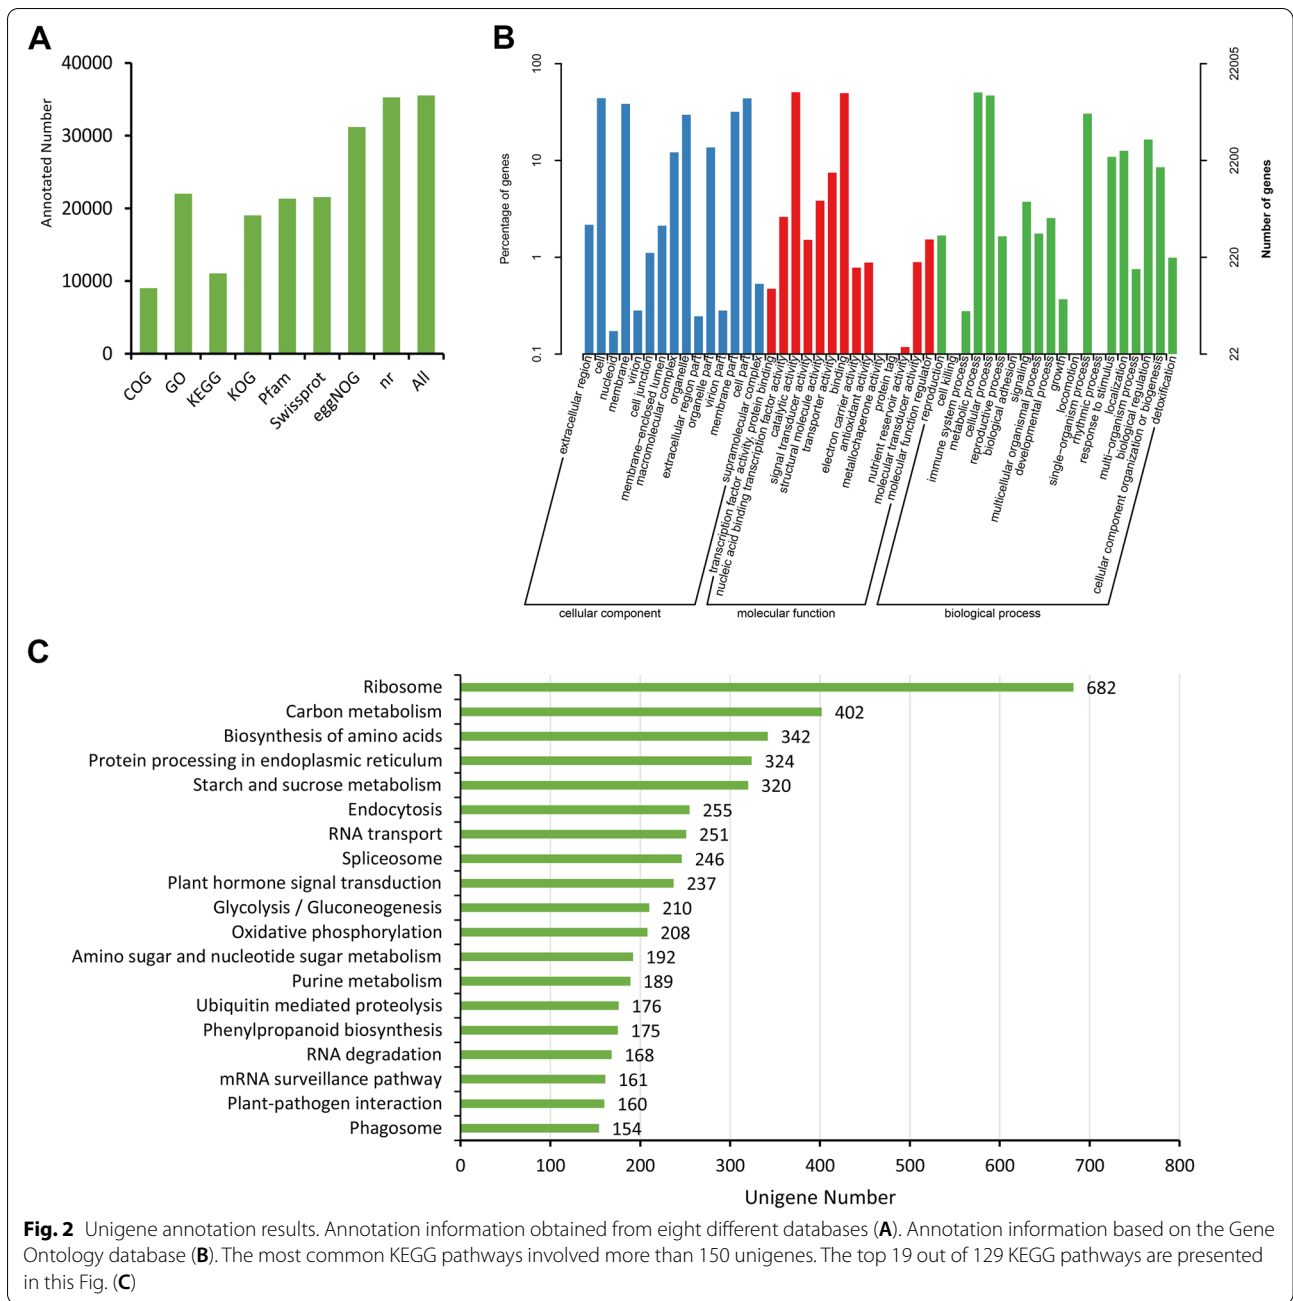 A
40000
30000
20000
10000
0
Annotated Number
COG
GO
KEGG
KOG
Pfam
Swissprot
eggNOG
nr
All
B
100
10
1
0.1
Percentage of genes
22005
2200
220
22
Number of genes
extracellular region
cell
nucleoid
membrane
virion
cell junction
membrane−enclosed lumen
macromolecular complex
organelle
extracellular region part
organelle part
virion part
membrane part
cell part
supramolecular complex
transcription factor activity, protein binding
nucleic acid binding transcription factor activity
catalytic activity
signal transducer activity
structural molecule activity
transporter activity
binding
electron carrier activity
antioxidant activity
metallochaperone activity
protein tag
nutrient reservoir activity
molecular transducer activity
molecular function regulator
reproduction
cell killing
immune system process
metabolic process
cellular process
reproductive process
biological adhesion
signaling
multicellular organismal process
developmental process
growth
locomotion
single−organism process
rhythmic process
response to stimulus
localization
multi−organism process
biological regulation
cellular component organization or biogenesis
detoxification
cellular component
molecular function
biological process
C
Ribosome 682
Carbon metabolism 402
Biosynthesis of amino acids 342
Protein processing in endoplasmic reticulum 324
Starch and sucrose metabolism 320
Endocytosis 255
RNA transport 251
Spliceosome 246
Plant hormone signal transduction 237
Glycolysis / Gluconeogenesis 210
Oxidative phosphorylation 208
Amino sugar and nucleotide sugar metabolism 192
Purine metabolism 189
Ubiquitin mediated proteolysis 176
Phenylpropanoid biosynthesis 175
RNA degradation 168
mRNA surveillance pathway 161
Plant-pathogen interaction 160
Phagosome 154
0 100 200 300 400 500 600 700 800
Unigene Number
Fig. 2 Unigene annotation results. Annotation information obtained from eight different databases (A). Annotation information based on the Gene
Ontology database (B). The most common KEGG pathways involved more than 150 unigenes. The top 19 out of 129 KEGG pathways are presented
in this Fig. (C)